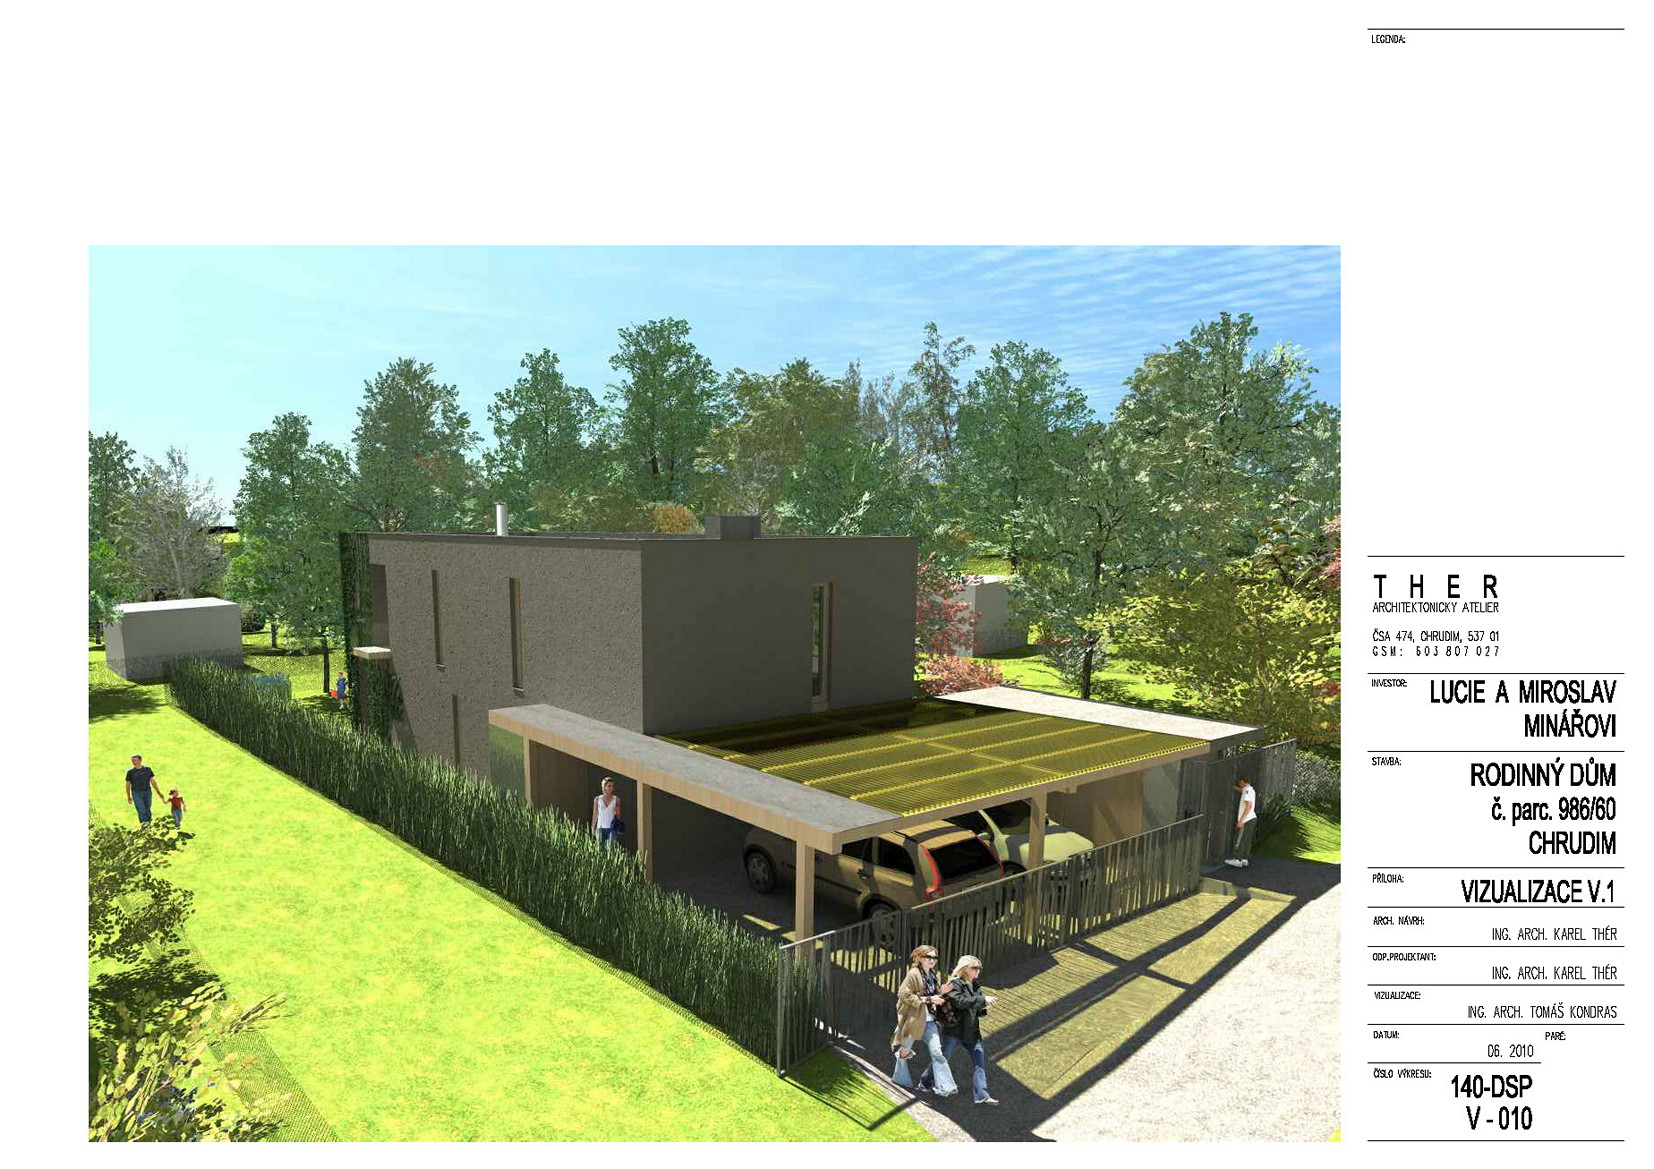 LEGENDA:
T H E R
ARCHITEKTONICKÝ ATELIER
ČSA 474, CHRUDIM, 537 01
GSM: 603 807 027
INVESTOR:
LUCIE A MIROSLAV
MINÁŘOVI
STAVBA:
RODINNÝ DŮM
č. parc. 986/60
CHRUDIM
PŘÍLOHA:
VIZUALIZACE V.1
ARCH. NÁVRH:
ING. ARCH. KAREL THÉR
ODP.PROJEKTANT:
ING. ARCH. KAREL THÉR
VIZUALIZACE:
ING. ARCH. TOMÁŠ KONDRAS
DATUM:
PARÉ:
06. 2010
ČÍSLO VÝKRESU:
140-DSP
V - 010